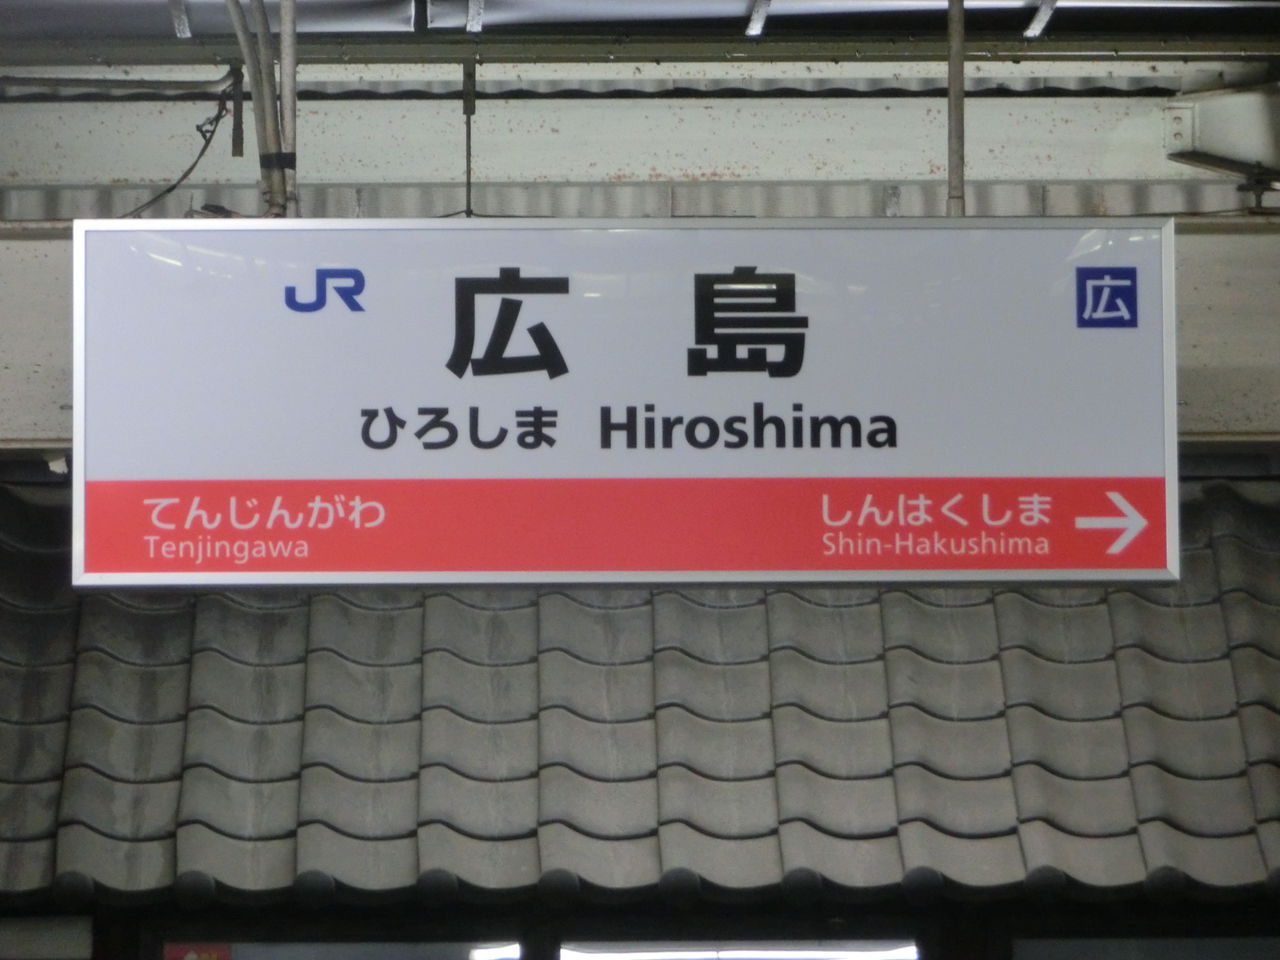 JR 広島 広
ひろしま Hiroshima
てんじんがわ しんはくしま →
Tenjingawa Shin-Hakushima